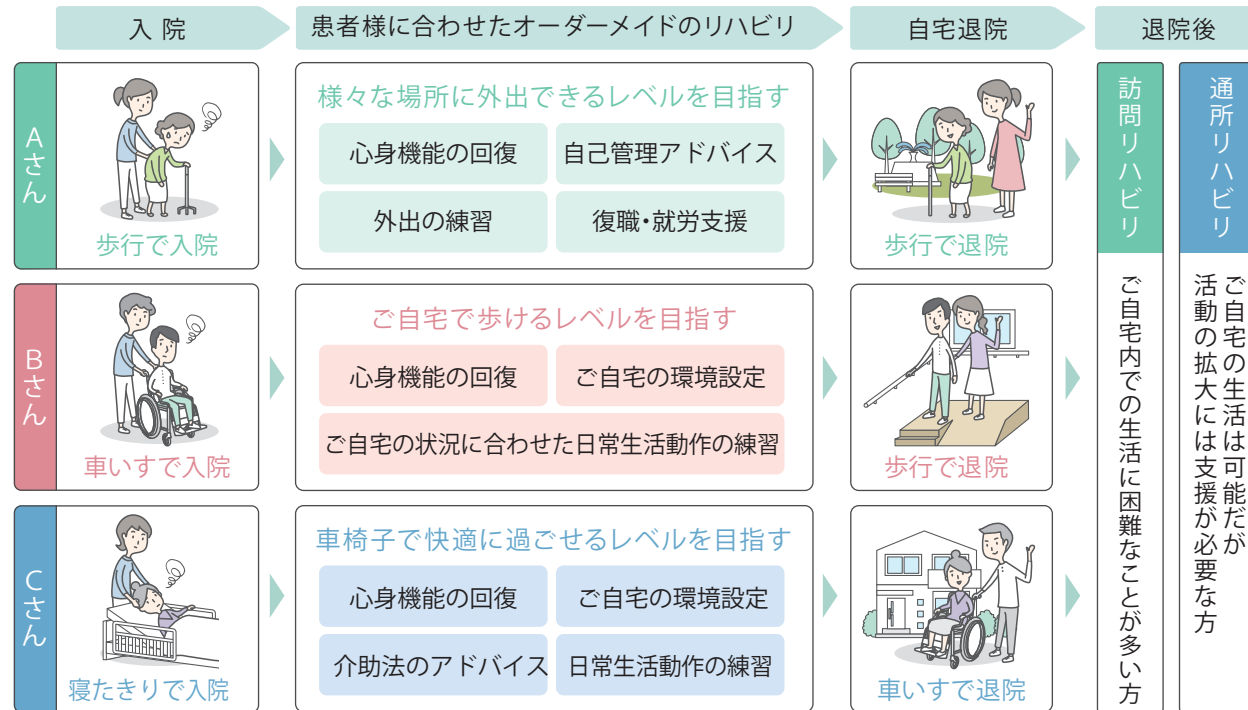 入院
患者様に合わせたオーダーメイドのリハビリ
自宅退院
退院後
Aさん
歩行で入院
様々な場所に外出できるレベルを目指す
心身機能の回復
自己管理アドバイス
外出の練習
復職・就労支援
歩行で退院
Bさん
車いすで入院
ご自宅で歩けるレベルを目指す
心身機能の回復
ご自宅の環境設定
ご自宅の状況に合わせた日常生活動作の練習
歩行で退院
Cさん
寝たきりで入院
車椅子で快適に過ごせるレベルを目指す
心身機能の回復
ご自宅の環境設定
介助法のアドバイス
日常生活動作の練習
車いすで退院
訪問リハビリ
ご自宅内での生活に困難なことが多い方
通所リハビリ
ご自宅の生活は可能だが
活動の拡大には支援が必要な方